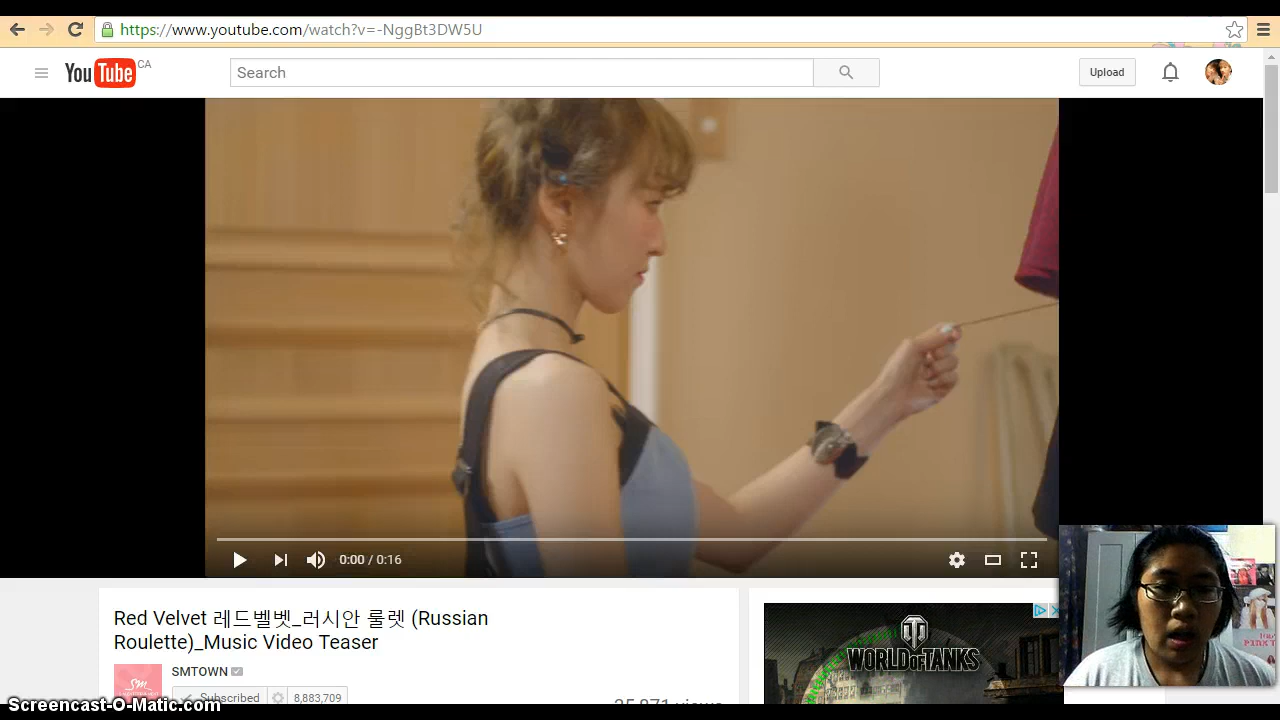 https://www.youtube.com/watch?v=-NggBt3DW5U
YouTube CA
Search
Upload
0:00 / 0:16
Red Velvet 레드벨벳_러시안 룰렛 (Russian
Roulette)_Music Video Teaser
SMTOWN
Subscribed 8,883,709
views
WORLD OF TANKS
Screencast-O-Matic.com